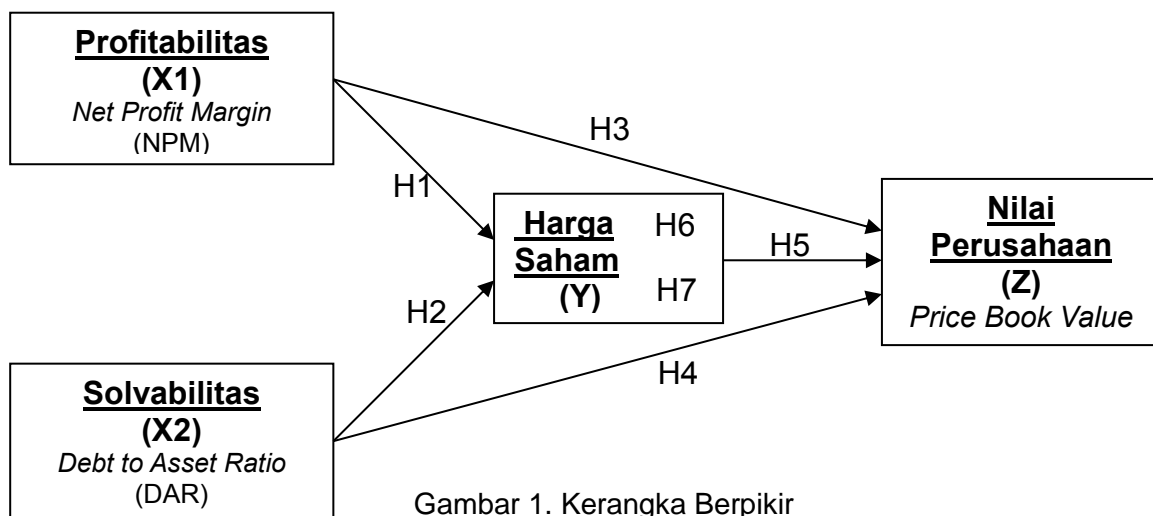 Profitabilitas
(X1)
Net Profit Margin
(NPM)
H3
H1
Harga
Saham
(Y)
H6
H7
H5
Nilai
Perusahaan
(Z)
Price Book Value
H2
H4
Solvabilitas
(X2)
Debt to Asset Ratio
(DAR)
Gambar 1. Kerangka Berpikir